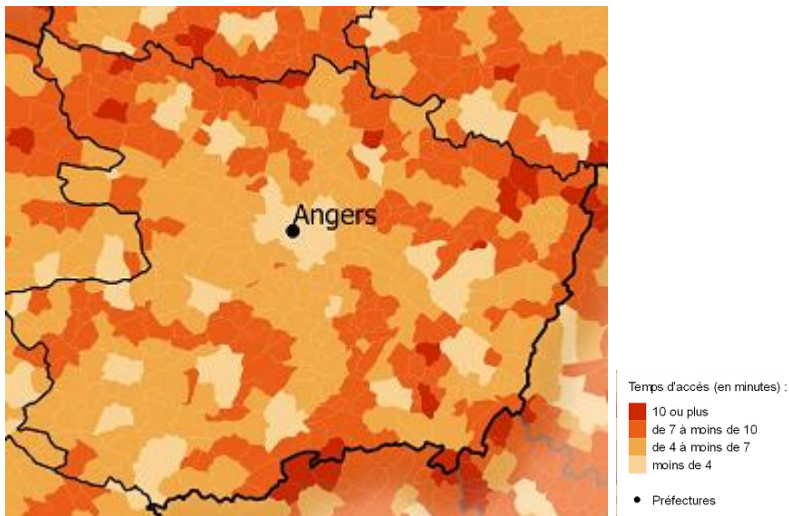 Angers
Temps d'accès (en minutes) :
10 ou plus
de 7 à moins de 10
de 4 à moins de 7
moins de 4
Préfectures